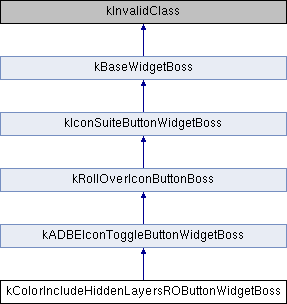 kInvalidClass
kBaseWidgetBoss
kIconSuiteButtonWidgetBoss
kRollOverIconButtonBoss
kADBEIconToggleButtonWidgetBoss
kColorIncludeHiddenLayersROButtonWidgetBoss